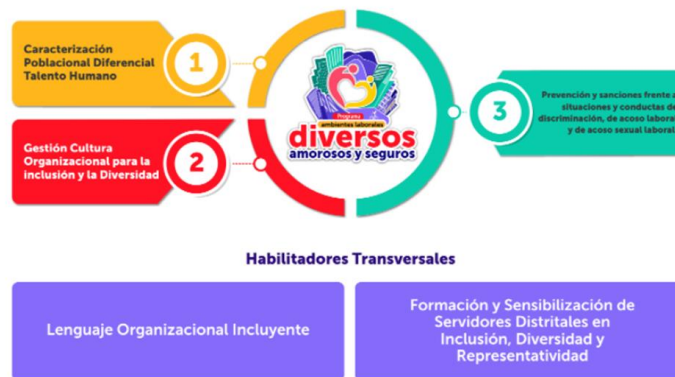 Caracterización
Poblacional Diferencial
Talento Humano
1
Gestión Cultura
Organizacional para la
inclusión y la Diversidad
2
Programa
ambientes laborales
diversos
amorosos y seguros
3
Prevención y sanciones frente a
situaciones y conductas de
discriminación, de acoso labora
y de acoso sexual labora
Habilitadores Transversales
Lenguaje Organizacional Incluyente
Formación y Sensibilización de
Servidores Distritales en
Inclusión, Diversidad y
Representatividad